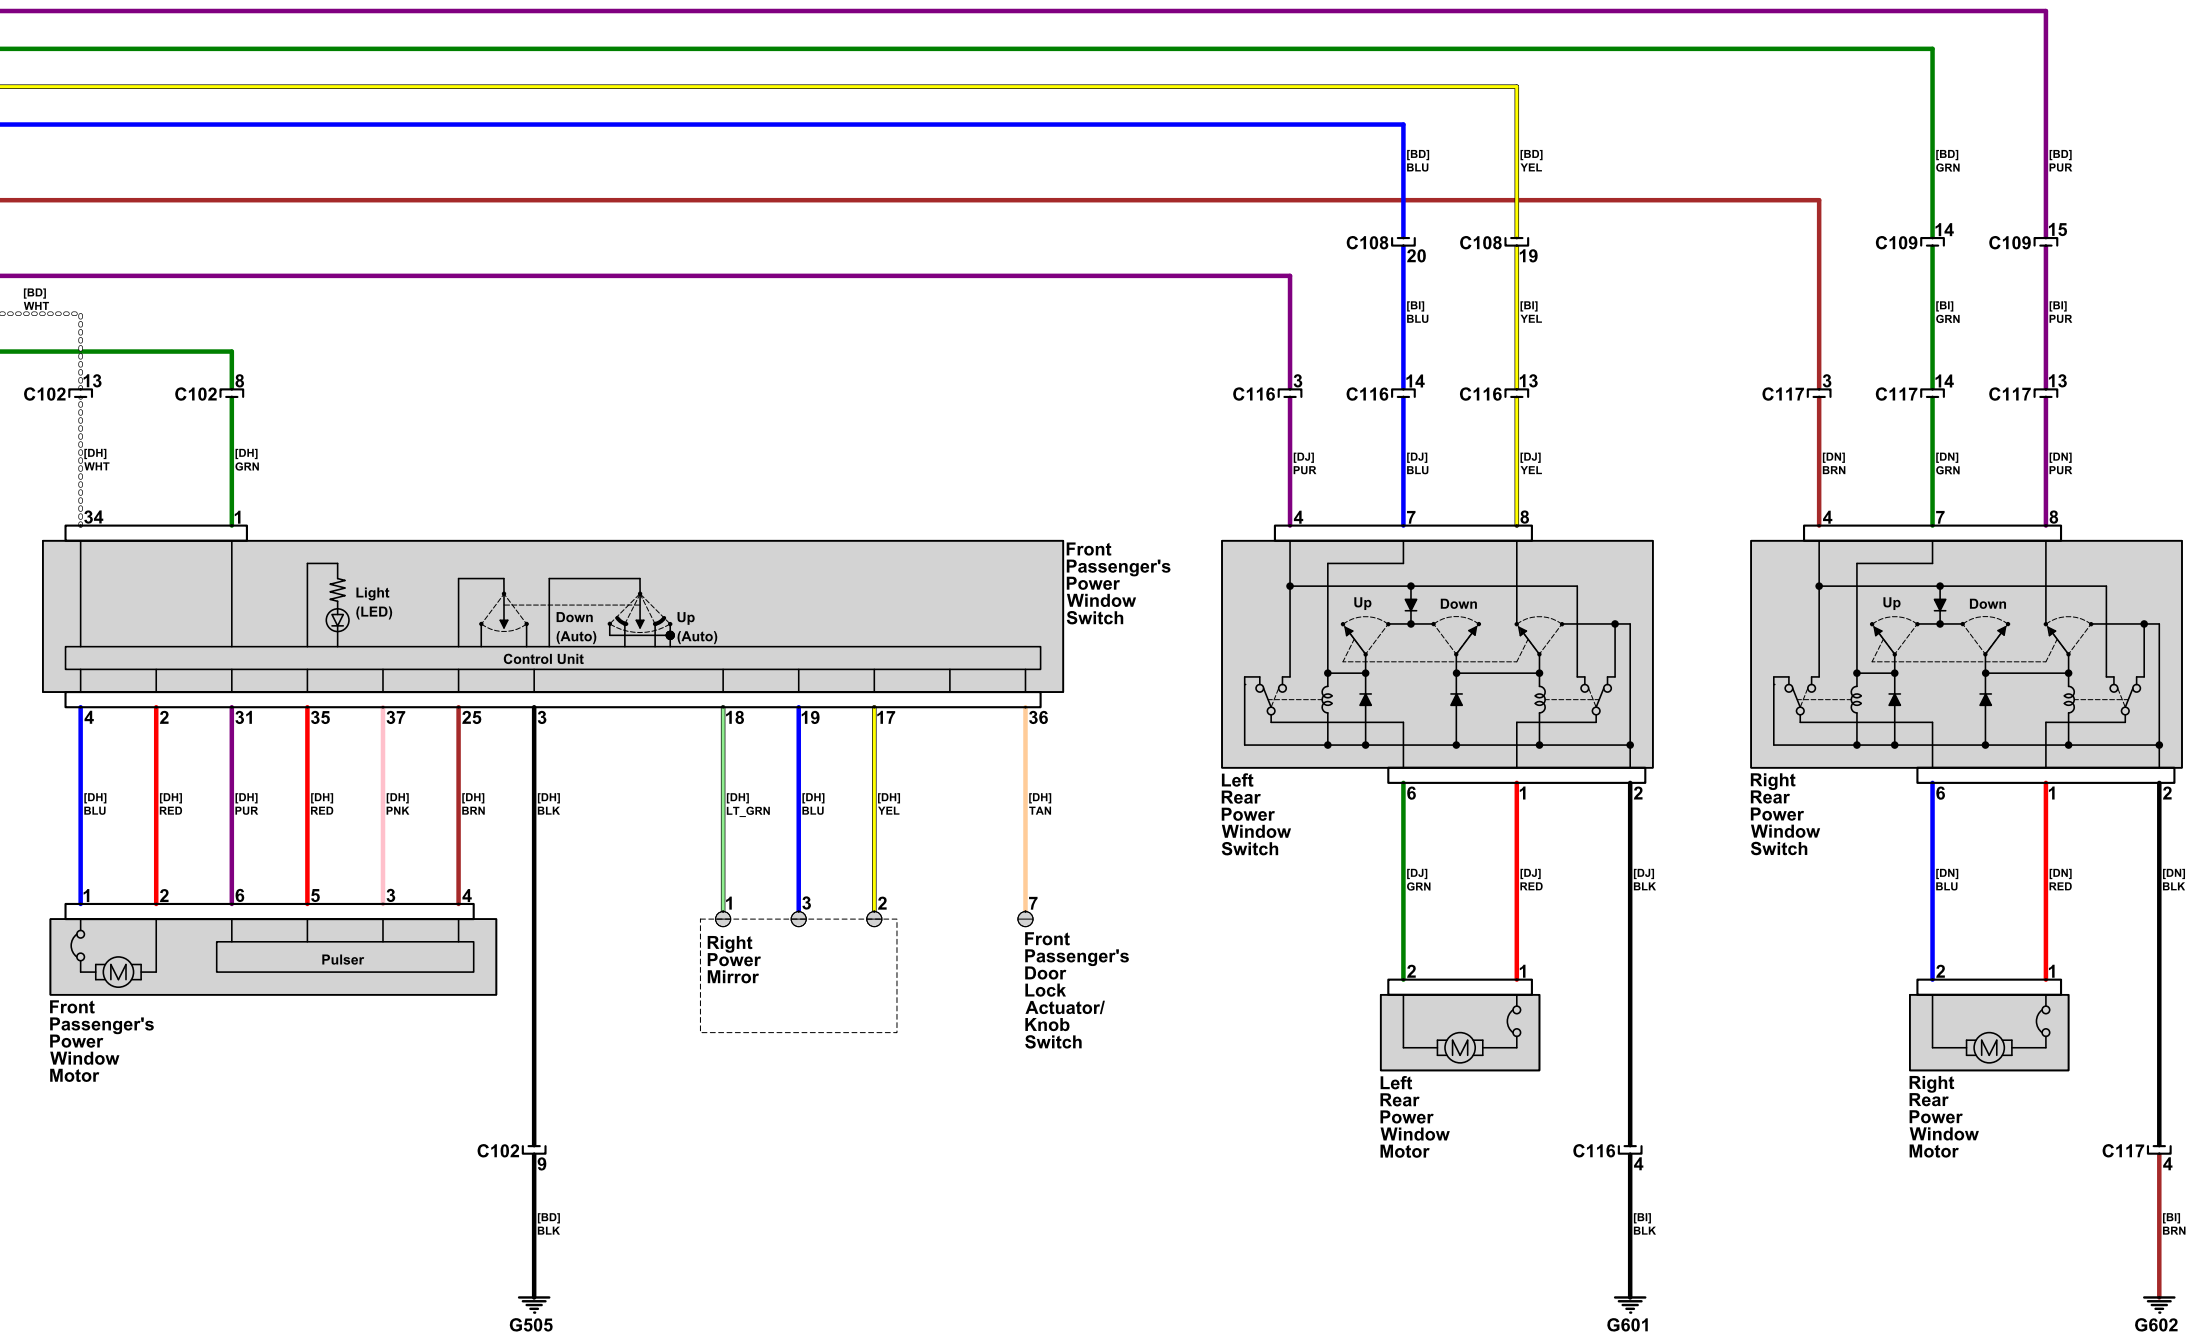 [BD] BLU
[BD] YEL
[BD] GRN
[BD] PUR
C108 20
C108 19
C109 14
C109 15
[BD] WHT
[BI] BLU
[BI] YEL
[BI] GRN
[BI] PUR
C102 13
C102 8
C116 3
C116 14
C116 13
C117 3
C117 14
C117 13
[DH] WHT
[DH] GRN
[DJ] PUR
[DJ] BLU
[DJ] YEL
[DN] BRN
[DN] GRN
[DN] PUR
34 1
4 7 8
4 7 8
Front
Passenger's
Power
Window
Switch
Light
(LED)
Down
(Auto)
Up
(Auto)
Control Unit
Up Down
Up Down
4 2 31 35 37 25 3 18 19 17 36
Left
Rear
Power
Window
Switch
6 1 2
Right
Rear
Power
Window
Switch
6 1 2
[DH] BLU
[DH] RED
[DH] PUR
[DH] RED
[DH] PNK
[DH] BRN
[DH] BLK
[DH] LT_GRN
[DH] BLU
[DH] YEL
[DH] TAN
[DJ] GRN
[DJ] RED
[DJ] BLK
[DN] BLU
[DN] RED
[DN] BLK
1 2 6 5 3 4
1 3 2
7
Pulser
M
Front
Passenger's
Power
Window
Motor
Right
Power
Mirror
Front
Passenger's
Door
Lock
Actuator/
Knob
Switch
2 1
M
Left
Rear
Power
Window
Motor
2 1
M
Right
Rear
Power
Window
Motor
C102 9
C116 4
C117 4
[BD] BLK
[BI] BLK
[BI] BRN
G505
G601
G602